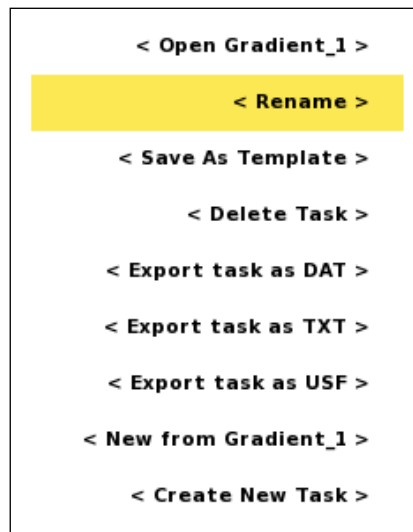 < Open Gradient_1 >
< Rename >
< Save As Template >
< Delete Task >
< Export task as DAT >
< Export task as TXT >
< Export task as USF >
< New from Gradient_1 >
< Create New Task >